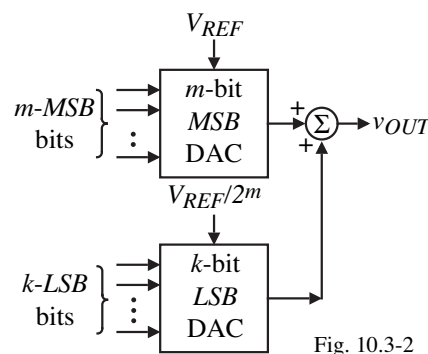 V_REF
m-MSB
bits
m-bit
MSB
DAC
+
+
Σ
v_OUT
V_REF/2^m
k-LSB
bits
k-bit
LSB
DAC
Fig. 10.3-2